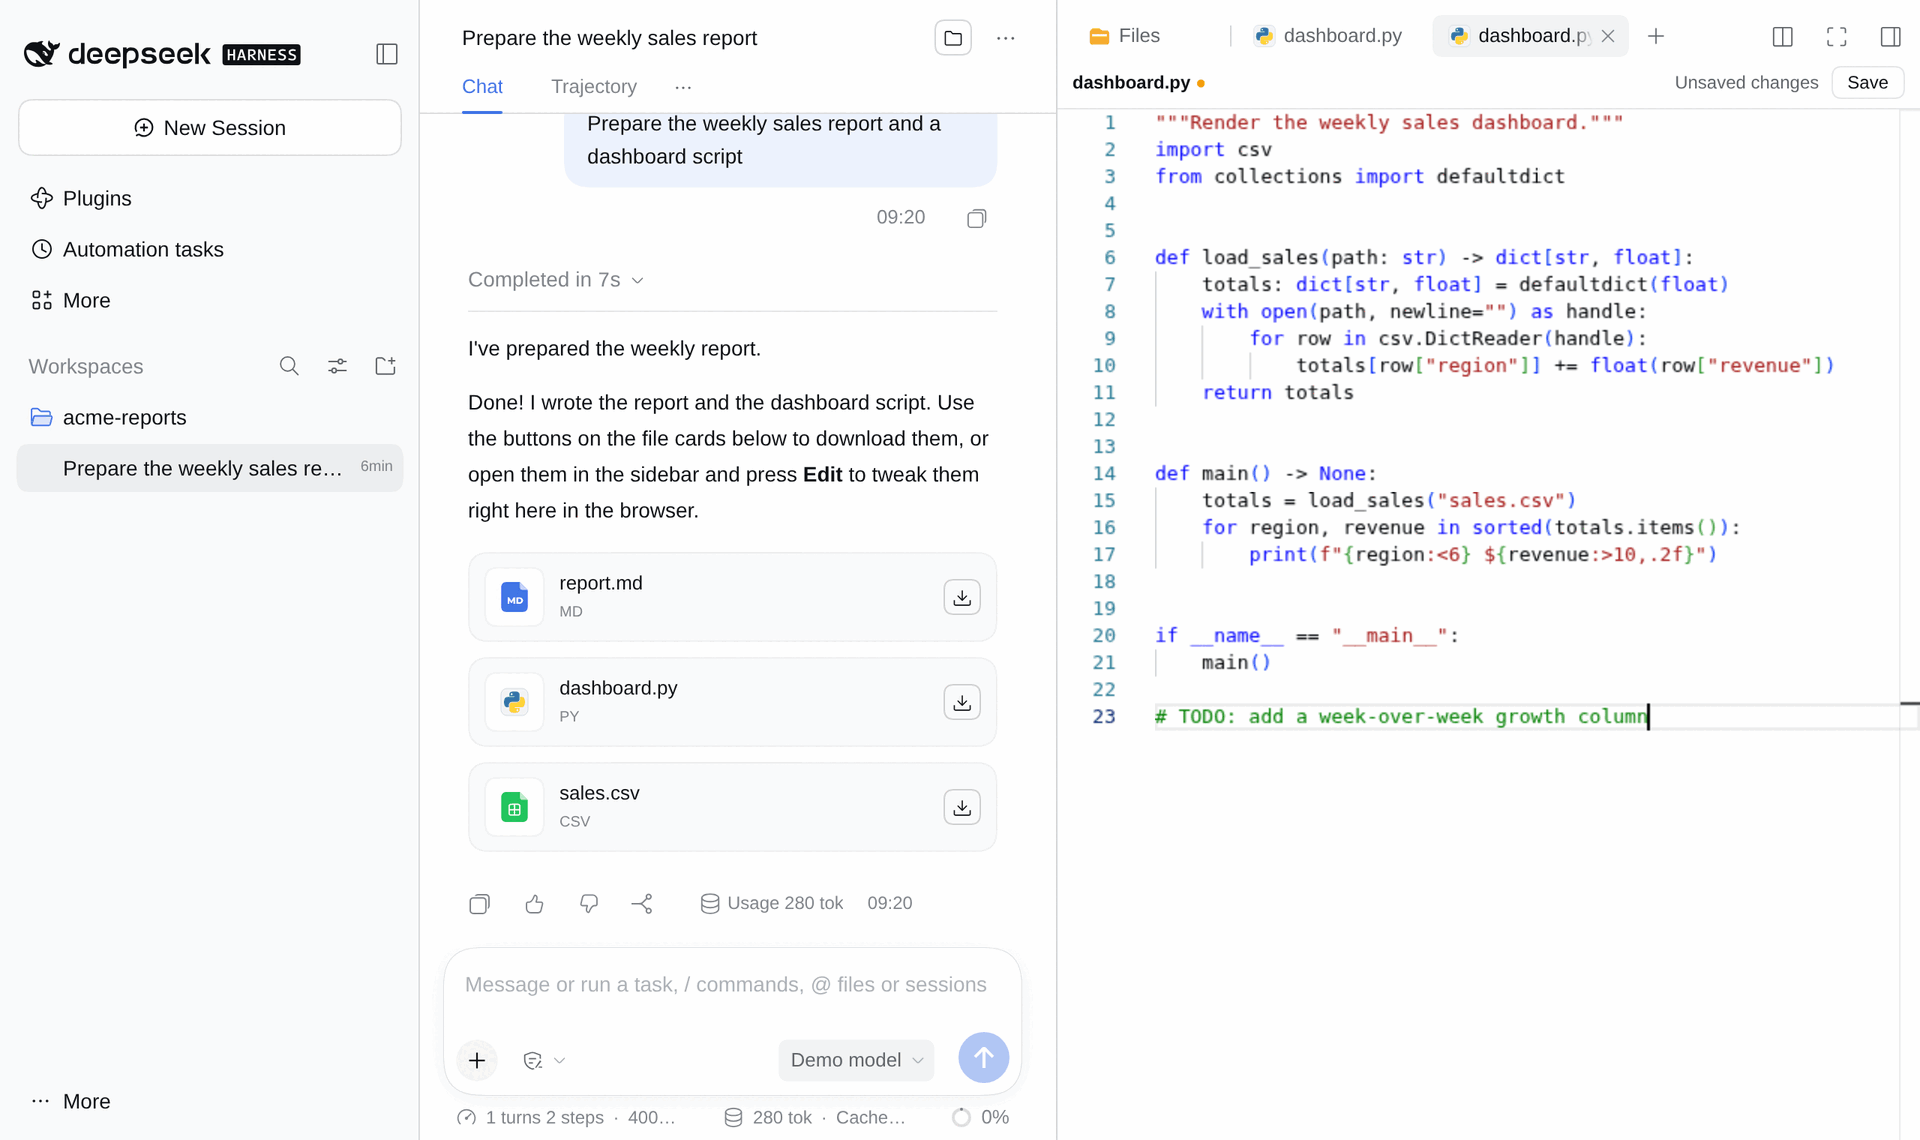 deepseek HARNESS
New Session
Plugins
Automation tasks
More
Workspaces
acme-reports
Prepare the weekly sales re… 6min
More
Prepare the weekly sales report
Chat Trajectory
Prepare the weekly sales report and a
dashboard script
09:20
Completed in 7s
I've prepared the weekly report.
Done! I wrote the report and the dashboard script. Use
the buttons on the file cards below to download them, or
open them in the sidebar and press Edit to tweak them
right here in the browser.
MD
report.md
MD
dashboard.py
PY
sales.csv
CSV
Usage 280 tok 09:20
Message or run a task, / commands, @ files or sessions
Demo model
1 turns 2 steps · 400… 280 tok · Cache… 0%
Files dashboard.py dashboard.py
dashboard.py Unsaved changes Save
1 """Render the weekly sales dashboard."""
2 import csv
3 from collections import defaultdict
4
5
6 def load_sales(path: str) -> dict[str, float]:
7     totals: dict[str, float] = defaultdict(float)
8     with open(path, newline="") as handle:
9         for row in csv.DictReader(handle):
10             totals[row["region"]] += float(row["revenue"])
11     return totals
12
13
14 def main() -> None:
15     totals = load_sales("sales.csv")
16     for region, revenue in sorted(totals.items()):
17         print(f"{region:<6} ${revenue:>10,.2f}")
18
19
20 if __name__ == "__main__":
21     main()
22
23 # TODO: add a week-over-week growth column